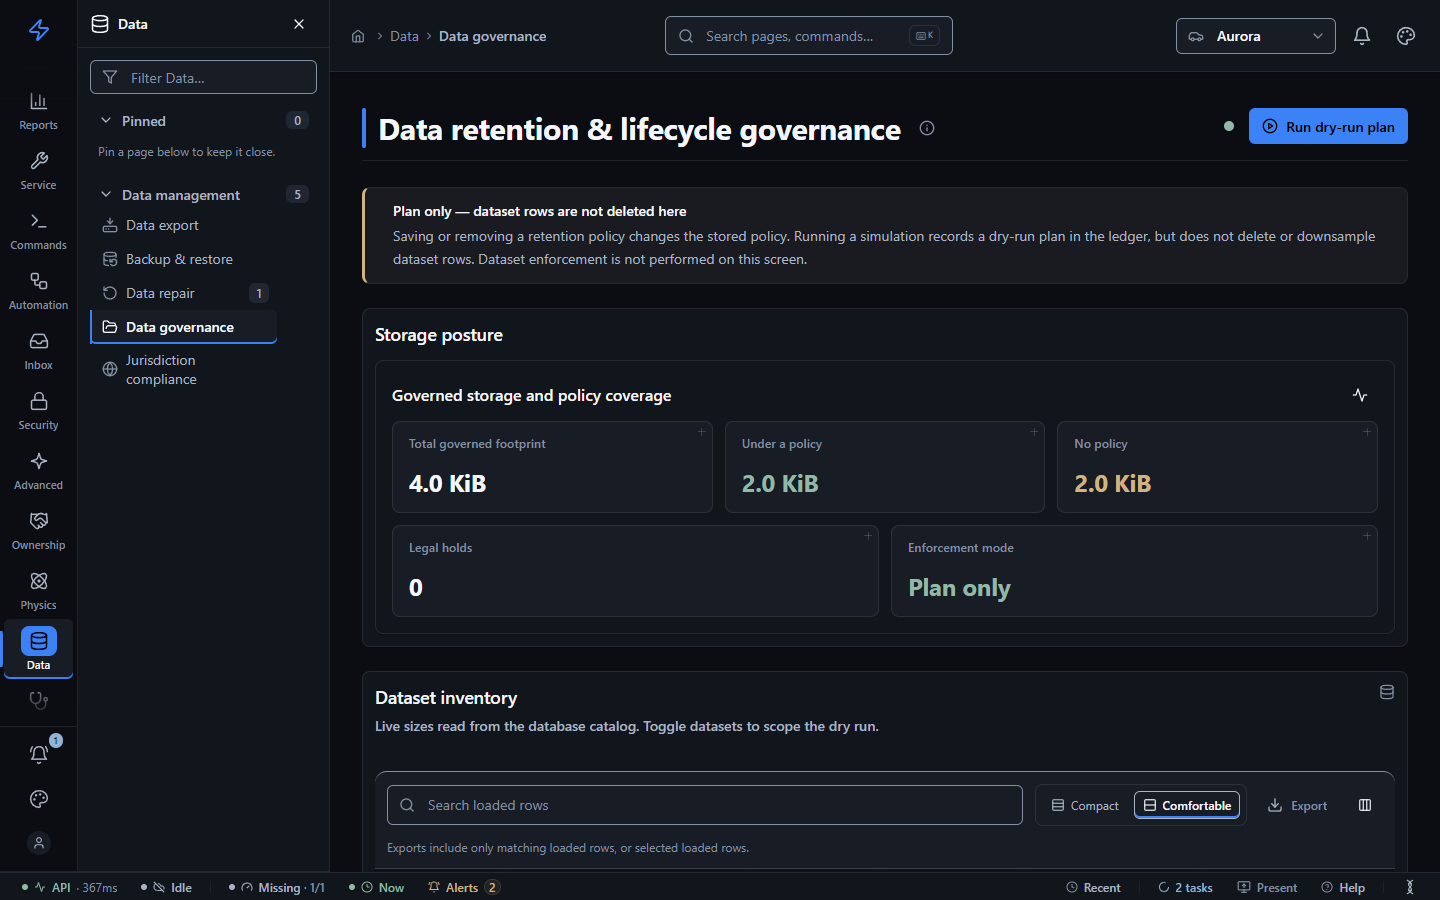 Data
Data
Data governance
Search pages, commands...
K
Aurora
Filter Data...
Pinned
0
Pin a page below to keep it close.
Data management
5
Data export
Backup & restore
Data repair
1
Data governance
Jurisdiction
compliance
Reports
Service
Commands
Automation
Inbox
Security
Advanced
Ownership
Physics
Data
1
Data retention & lifecycle governance
Run dry-run plan
Plan only — dataset rows are not deleted here
Saving or removing a retention policy changes the stored policy. Running a simulation records a dry-run plan in the ledger, but does not delete or downsample
dataset rows. Dataset enforcement is not performed on this screen.
Storage posture
Governed storage and policy coverage
Total governed footprint
4.0 KiB
Under a policy
2.0 KiB
No policy
2.0 KiB
Legal holds
0
Enforcement mode
Plan only
Dataset inventory
Live sizes read from the database catalog. Toggle datasets to scope the dry run.
Search loaded rows
Compact
Comfortable
Export
Exports include only matching loaded rows, or selected loaded rows.
API · 367ms
Idle
Missing · 1/1
Now
Alerts 2
Recent
2 tasks
Present
Help